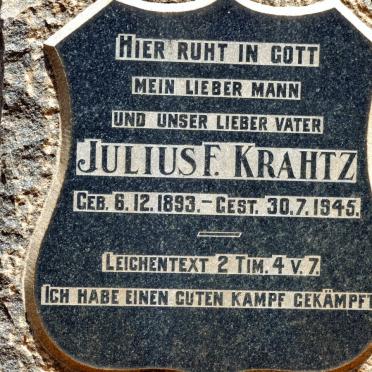 HIER RUHT IN GOTT
MEIN LIEBER MANN
UND UNSER LIEBER VATER
JULIUS F. KRAHTZ
GEB. 6.12.1893.- GEST. 30.7.1945.
LEICHENTEXT 2 TIM. 4 V. 7.
ICH HABE EINEN GUTEN KAMPF GEKÄMPFT